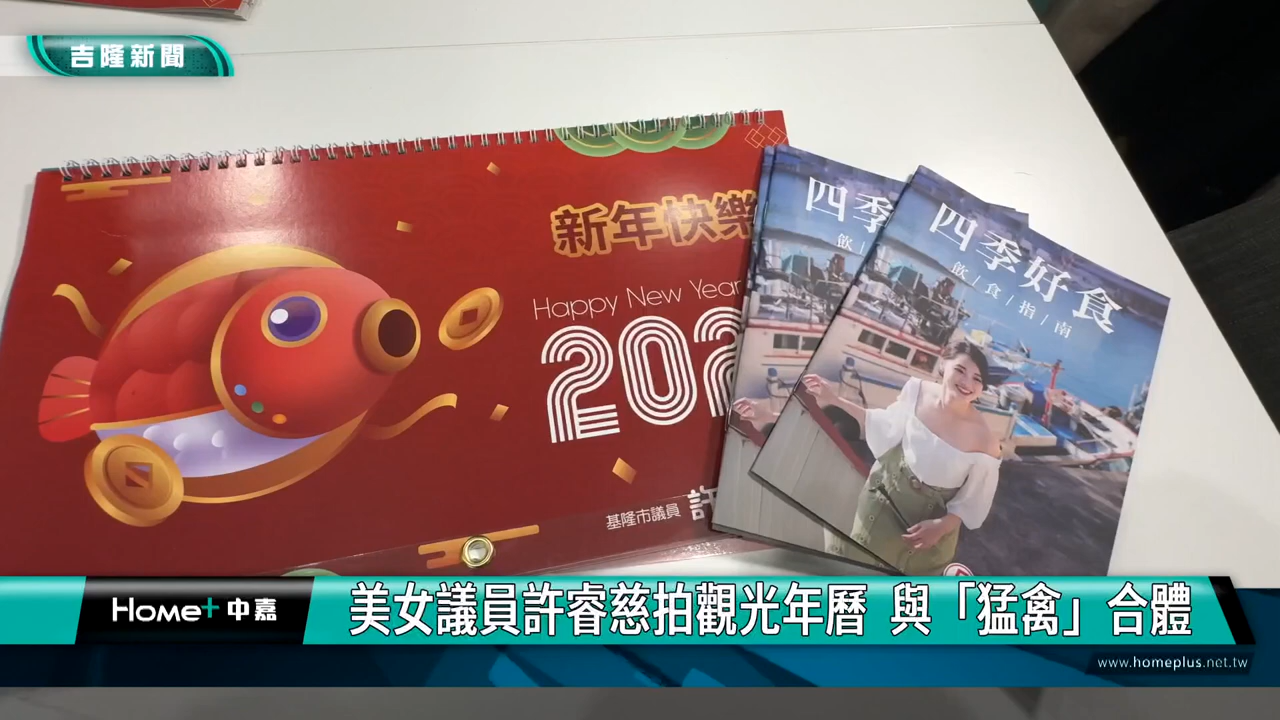 吉隆新聞
新年快樂
Happy New Year
202
基隆市議員 許
四季
飲/
四季好食
飲/食/指/南
Home+中嘉
美女議員許睿慈拍觀光年曆 與「猛禽」合體
www.homeplus.net.tw